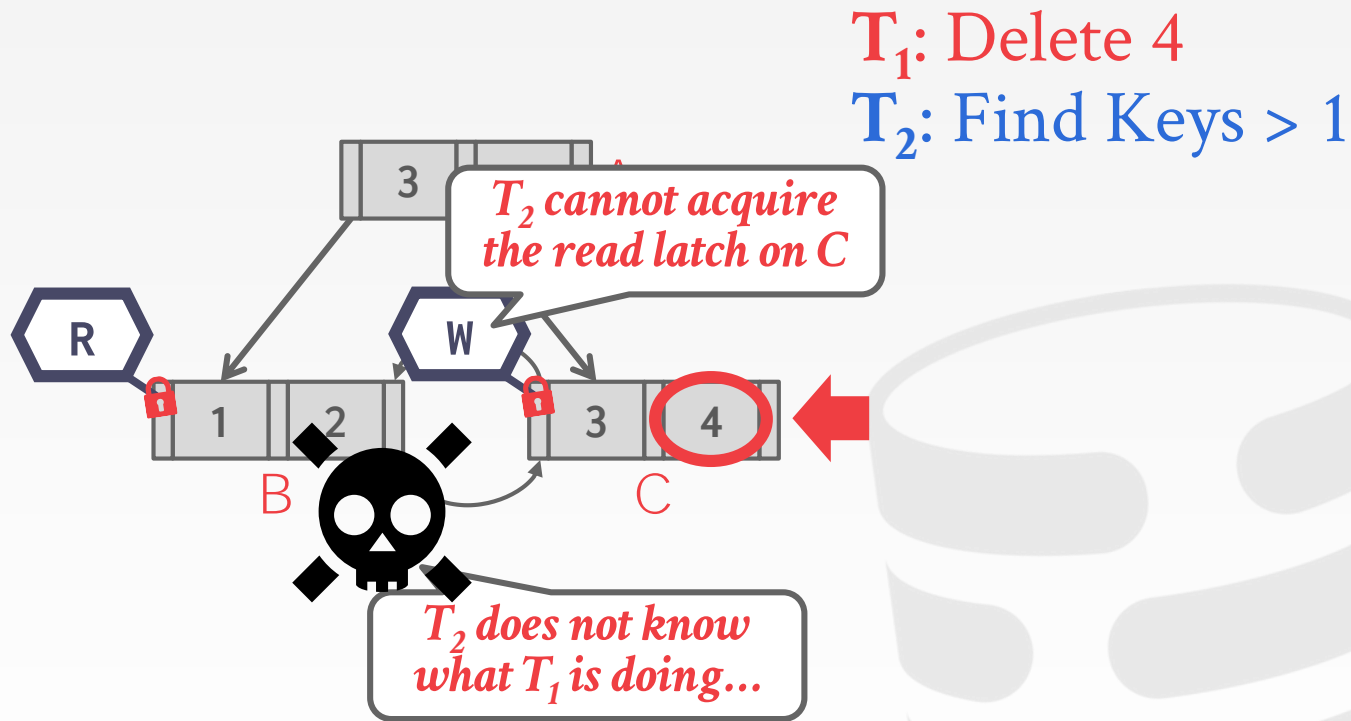 T1: Delete 4
T2: Find Keys > 1
3
T2 cannot acquire
the read latch on C
R
W
1
2
3
4
B
C
T2 does not know
what T1 is doing…